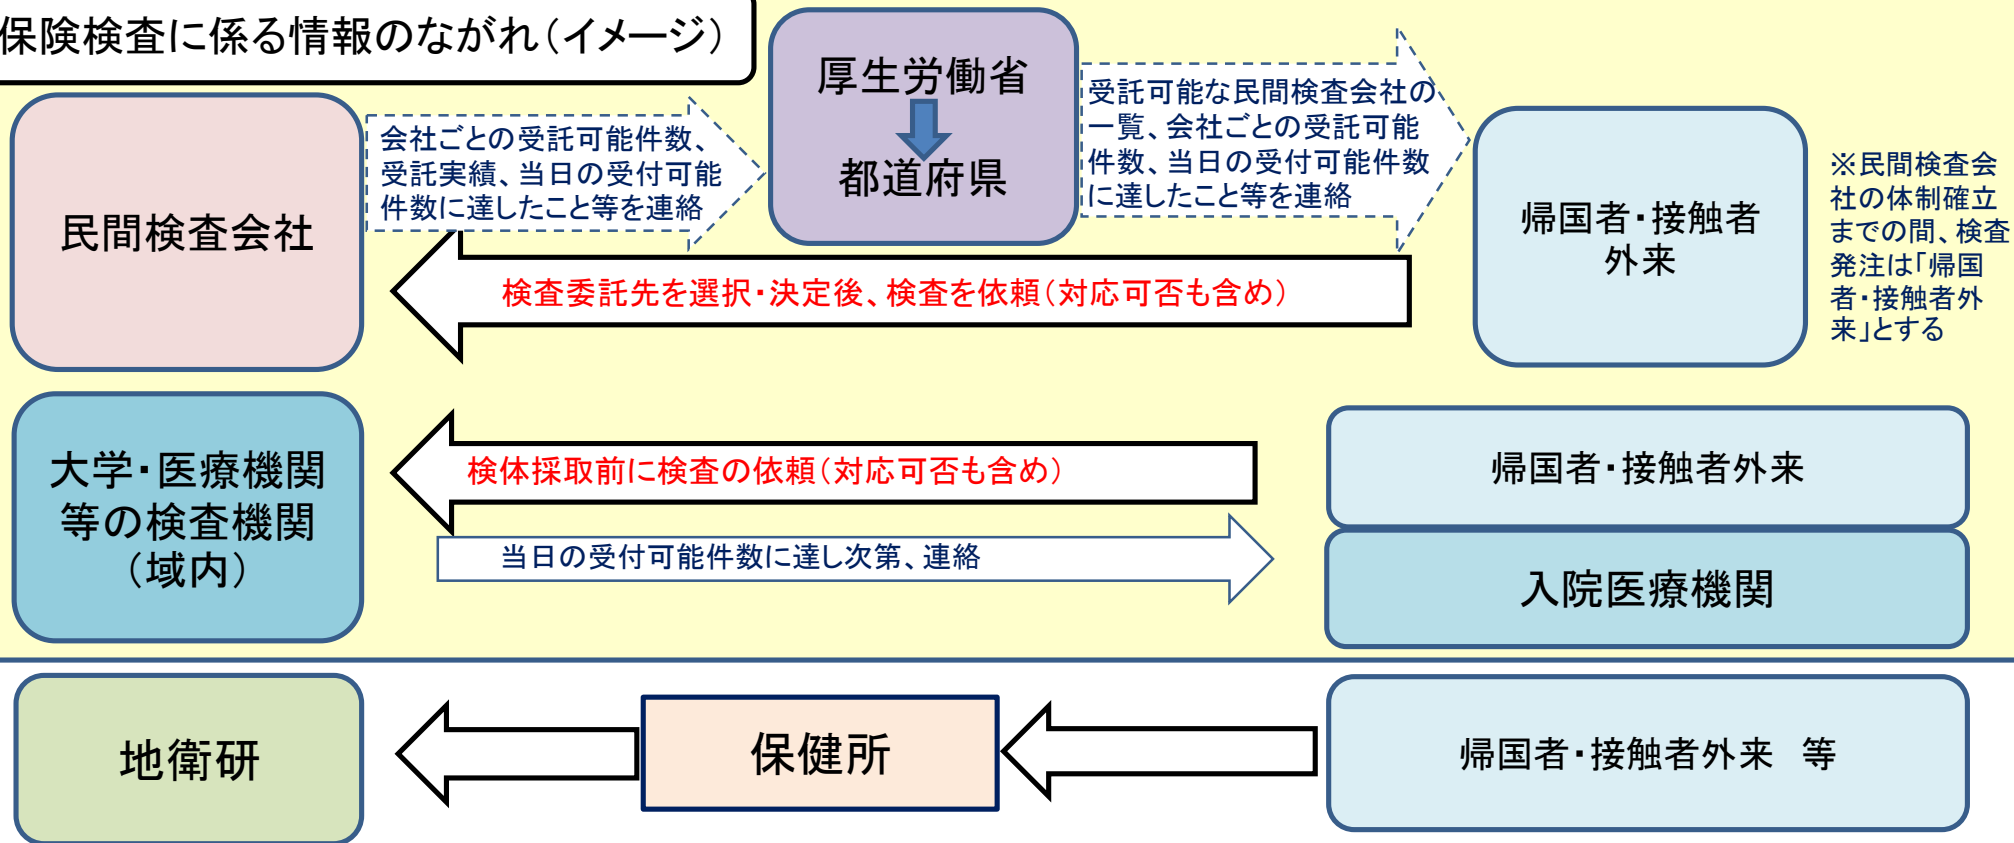 保険検査に係る情報のながれ(イメージ)
厚生労働省
都道府県
民間検査会社
会社ごとの受託可能件数、
受託実績、当日の受付可能
件数に達したこと等を連絡
受託可能な民間検査会社の
一覧、会社ごとの受託可能
件数、当日の受付可能件数
に達したこと等を連絡
帰国者・接触者
外来
※民間検査会
社の体制確立
までの間、検査
発注は「帰国
者・接触者外
来」とする
検査委託先を選択・決定後、検査を依頼(対応可否も含め)
大学・医療機関
等の検査機関
(域内)
検体採取前に検査の依頼(対応可否も含め)
当日の受付可能件数に達し次第、連絡
帰国者・接触者外来
入院医療機関
地衛研
保健所
帰国者・接触者外来　等